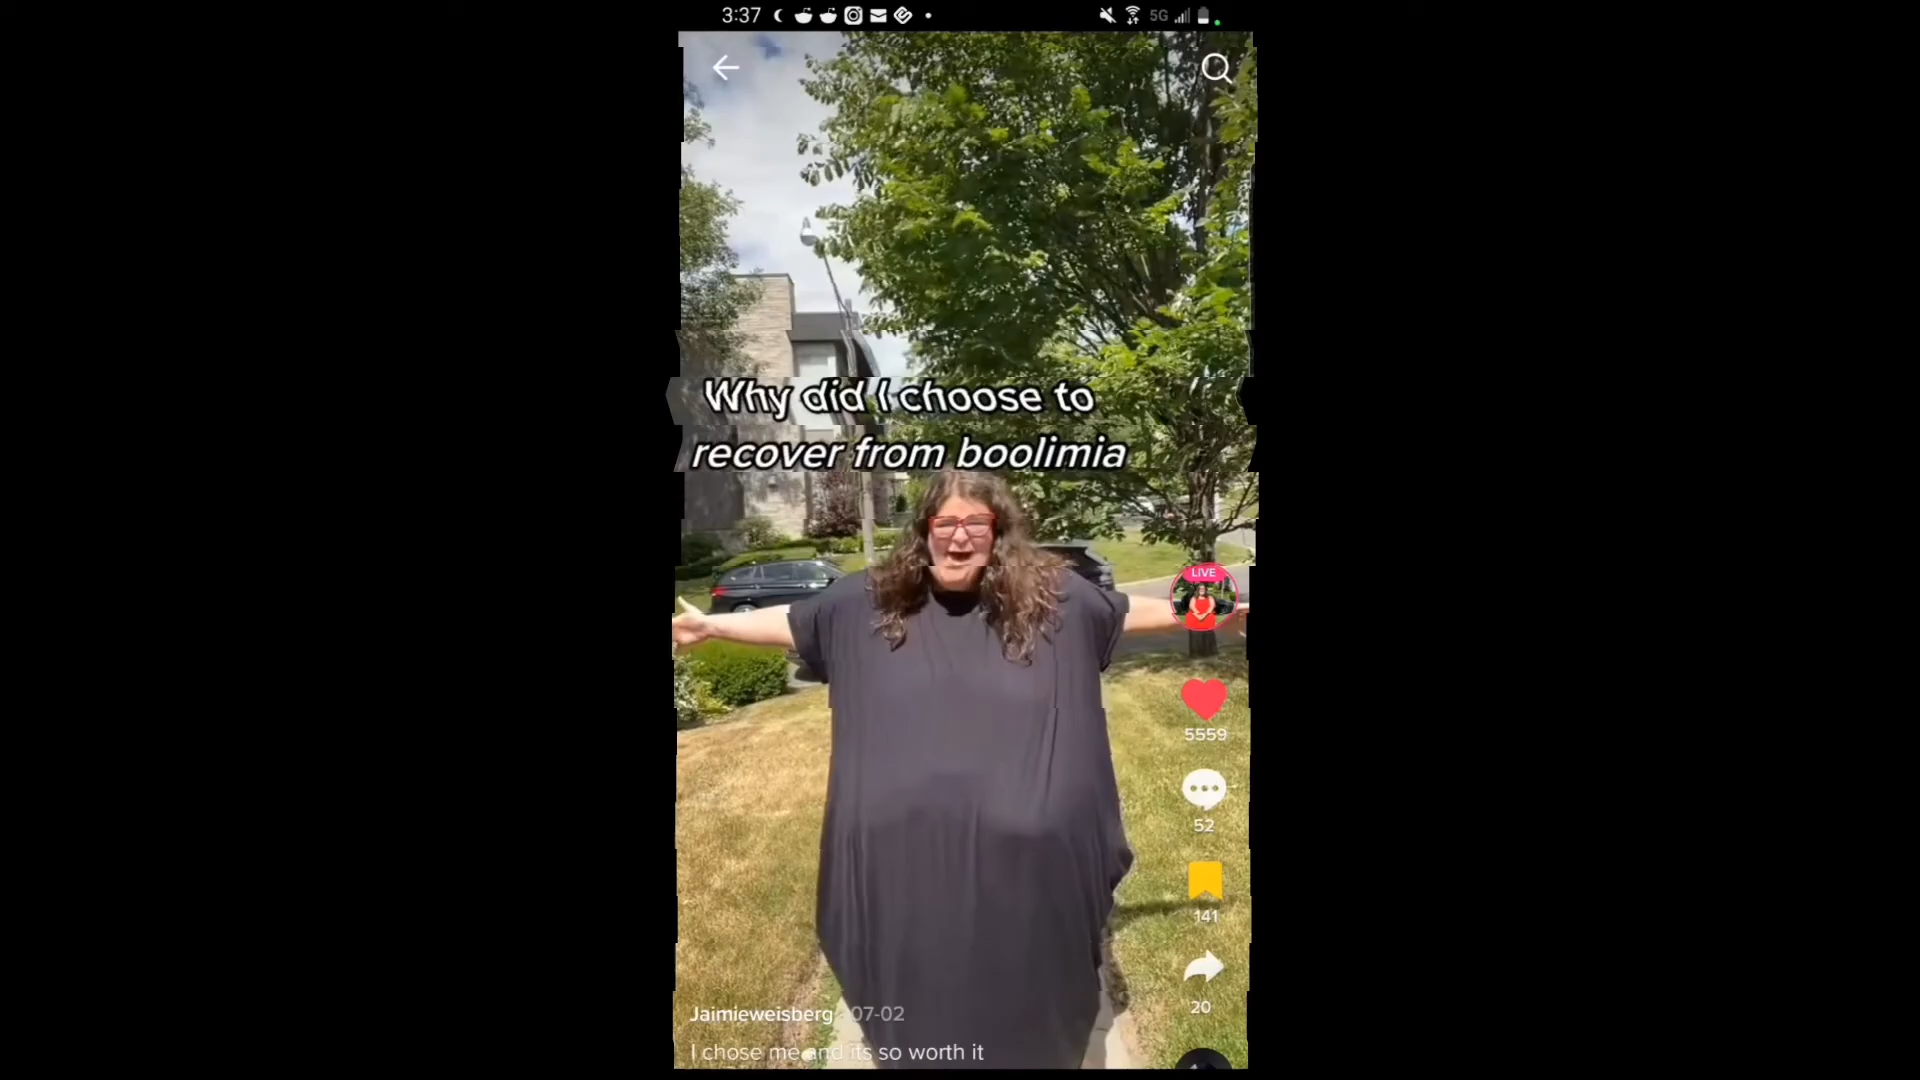 3:37 5G
Why did I choose to
recover from boolimia
LIVE
5559
52
141
20
Jaimieweisberg · 07-02
I chose me and its so worth it